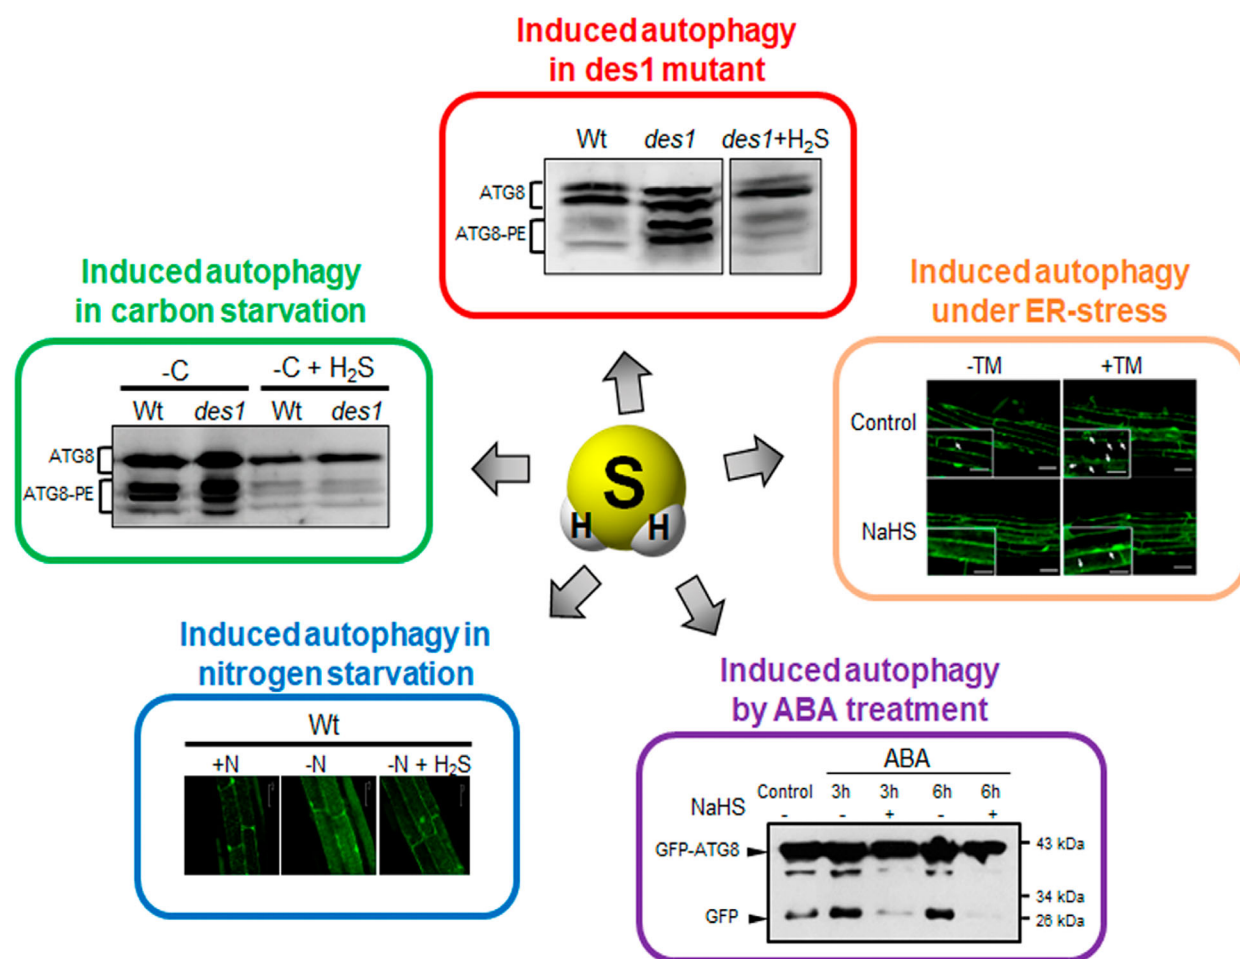 Induced autophagy
in des1 mutant
Wt des1 des1+H₂S
ATG8
ATG8-PE
Induced autophagy
in carbon starvation
-C -C + H₂S
Wt des1 Wt des1
ATG8
ATG8-PE
Induced autophagy
under ER-stress
-TM +TM
Control
NaHS
S
H H
Induced autophagy in
nitrogen starvation
Wt
+N -N -N + H₂S
Induced autophagy
by ABA treatment
ABA
Control 3h 3h 6h 6h
NaHS - - + - +
GFP-ATG8
43 kDa
34 kDa
GFP
26 kDa